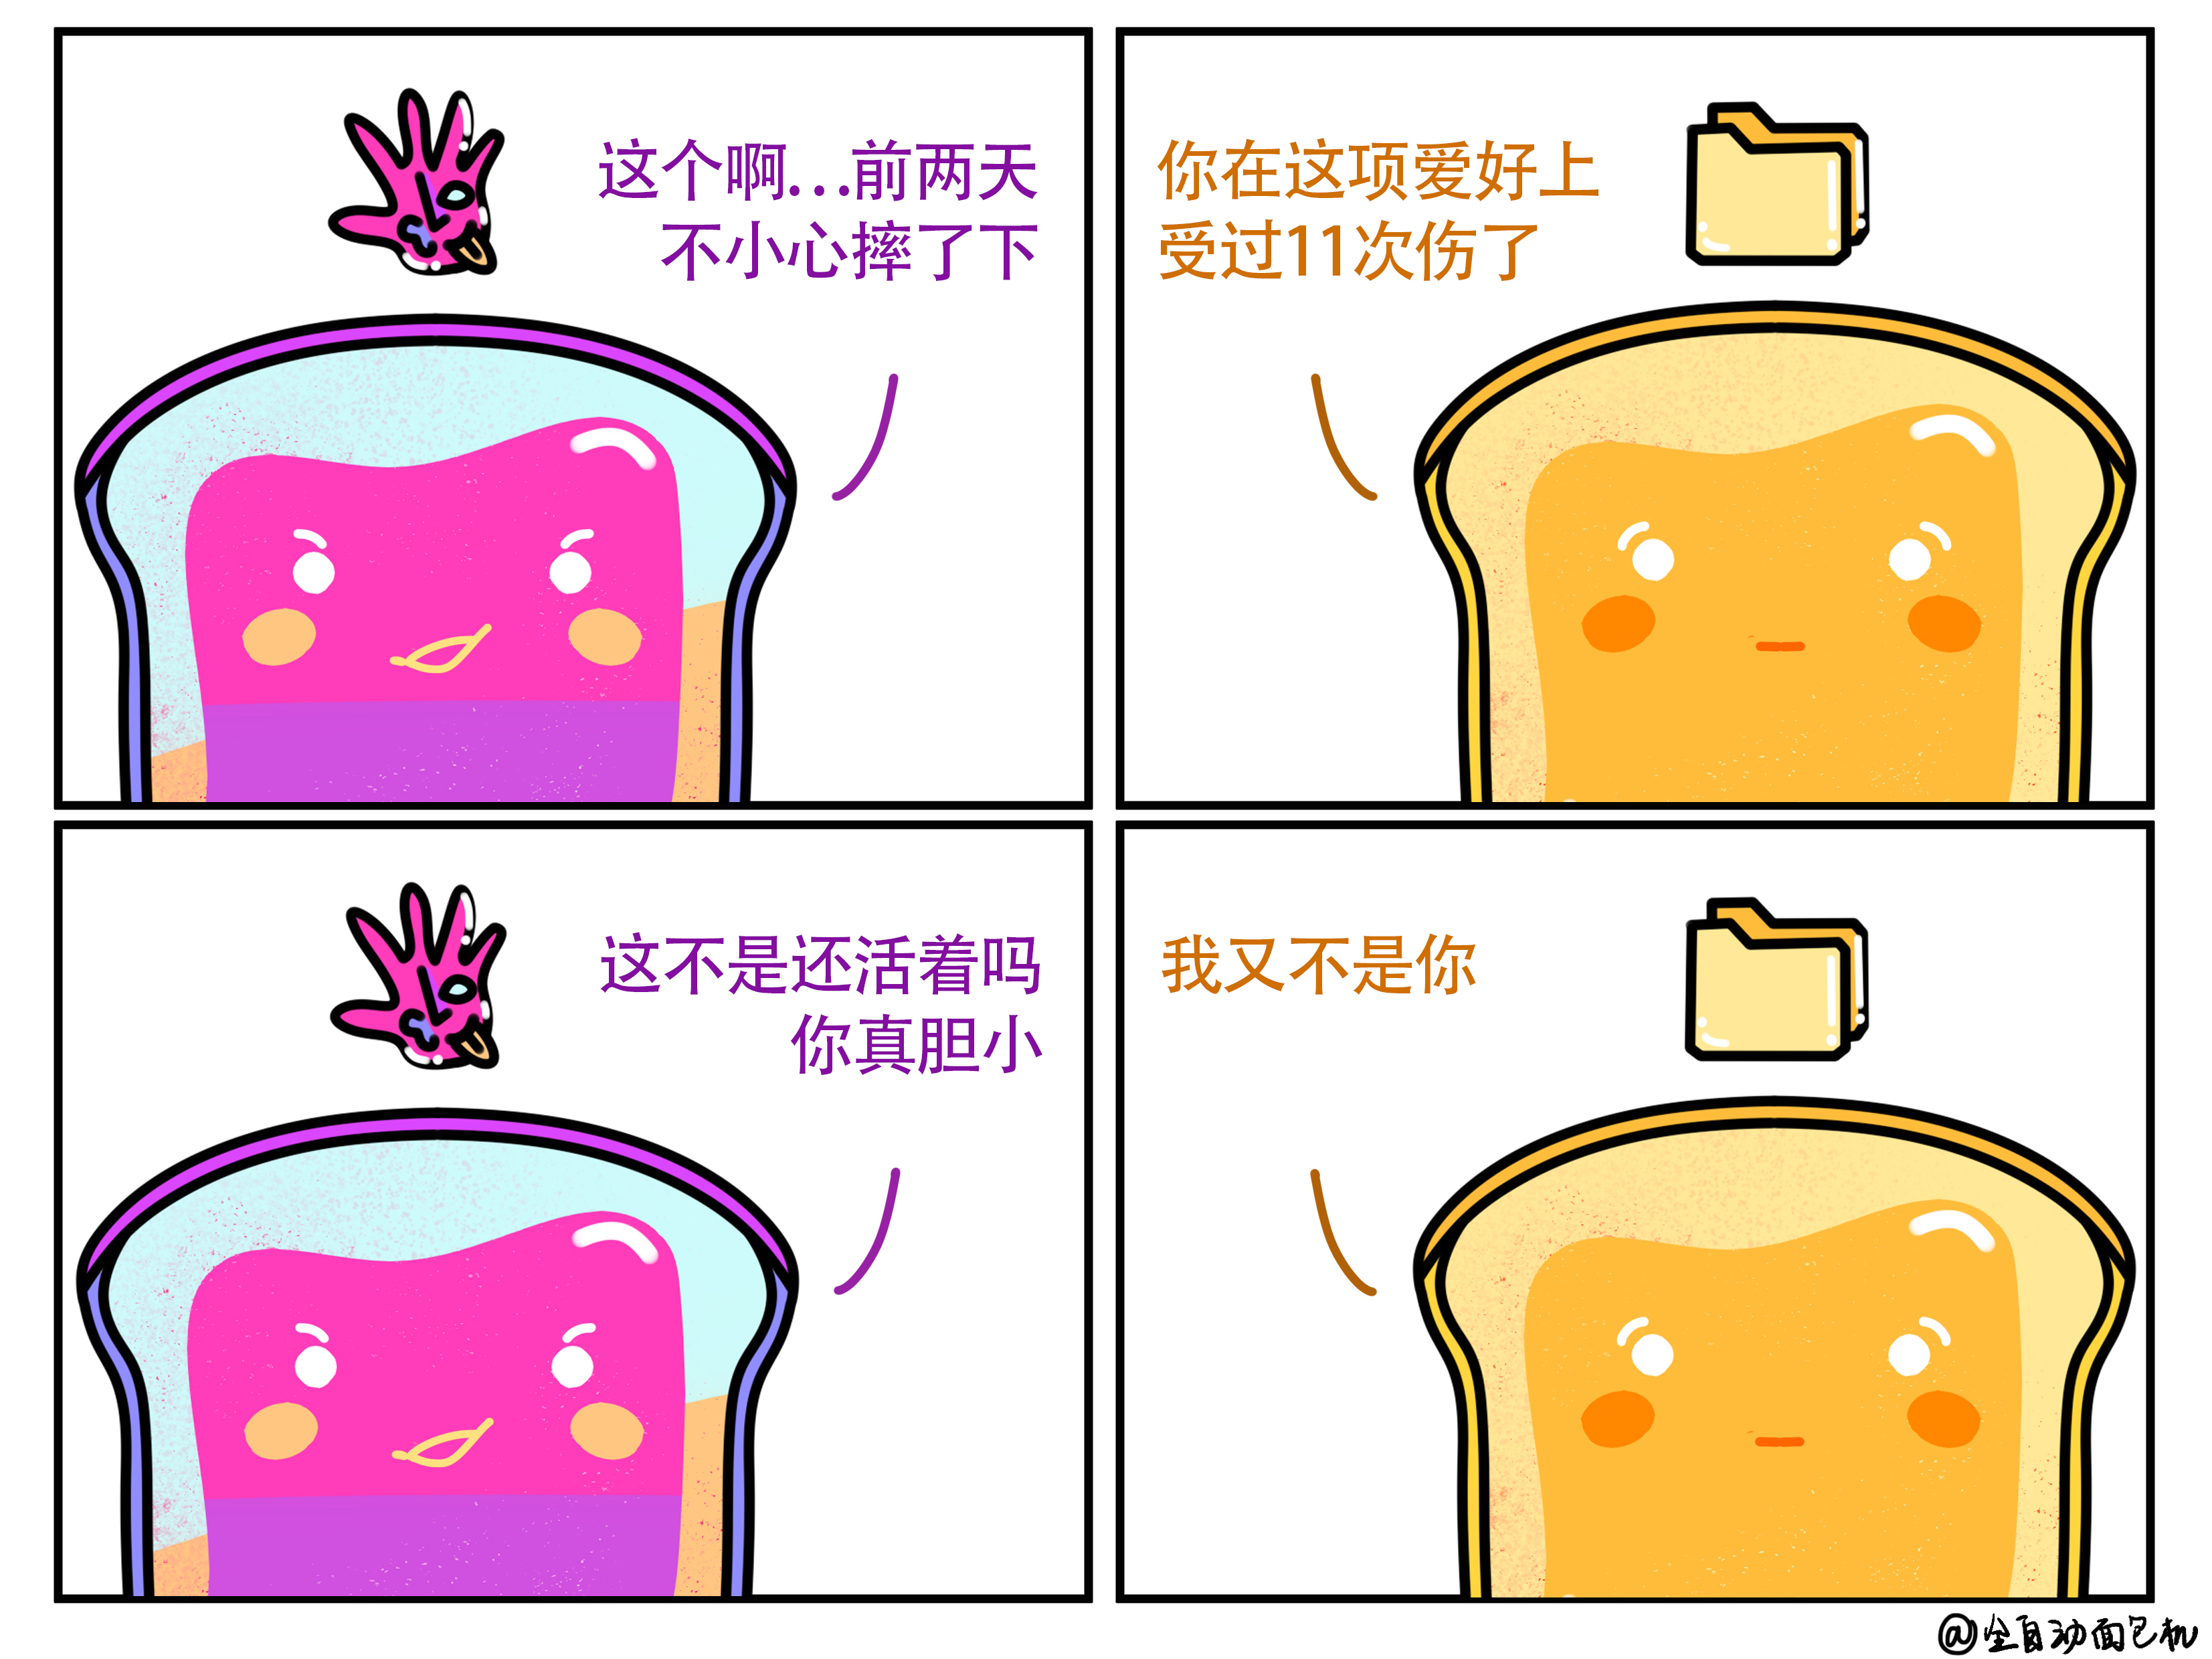 这个啊…前两天
不小心摔了下
你在这项爱好上
受过11次伤了
这不是还活着吗
你真胆小
我又不是你
@全自动面包机